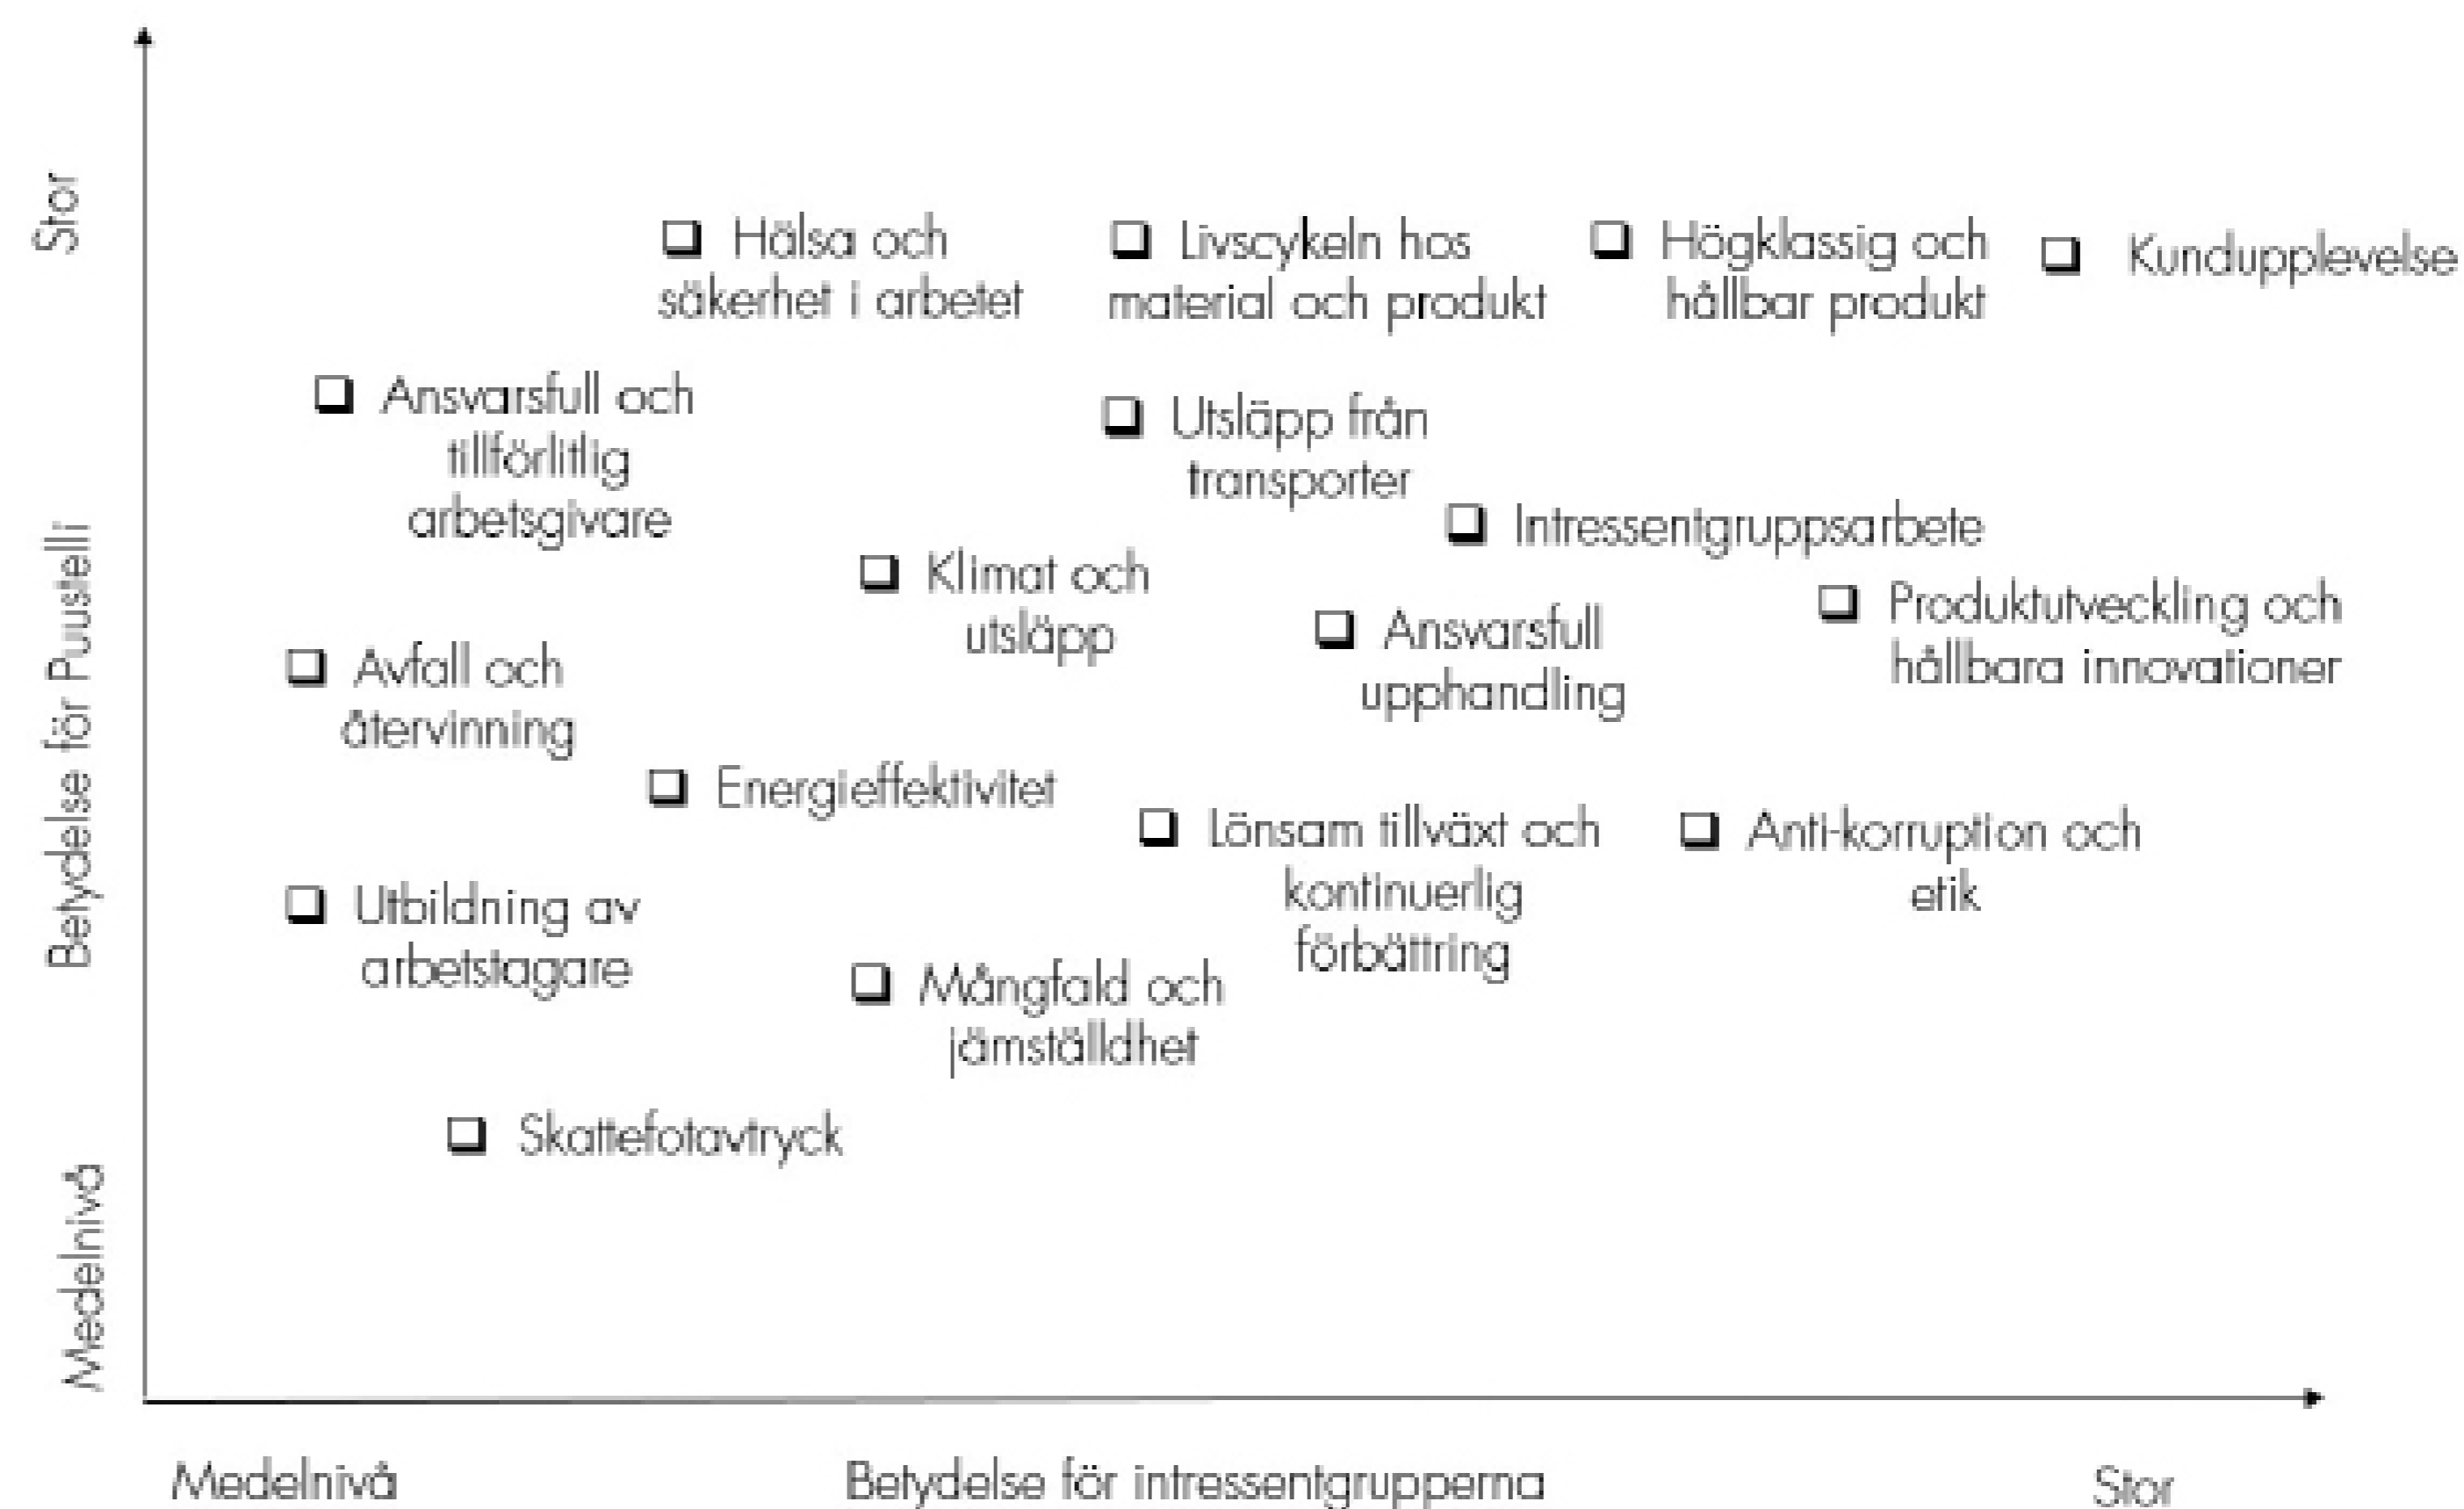 Stor
Betydelse för Puustelli
Medelnivå
❑ Hälsa och
säkerhet i arbetet
❑ Livscykeln hos
material och produkt
❑ Högklassig och
hållbar produkt
❑ Kundupplevelse
❑ Ansvarsfull och
tillförlitlig
arbetsgivare
❑ Utsläpp från
transporter
❑ Intressentgruppsarbete
❑ Klimat och
utsläpp
❑ Produktutveckling och
hållbara innovationer
❑ Ansvarsfull
upphandling
❑ Avfall och
återvinning
❑ Energieffektivitet
❑ Lönsam tillväxt och
kontinuerlig
förbättring
❑ Anti-korruption och
etik
❑ Utbildning av
arbetstagare
❑ Mångfald och
jämställdhet
❑ Skattefotavtryck
Medelnivå
Betydelse för intressentgrupperna
Stor